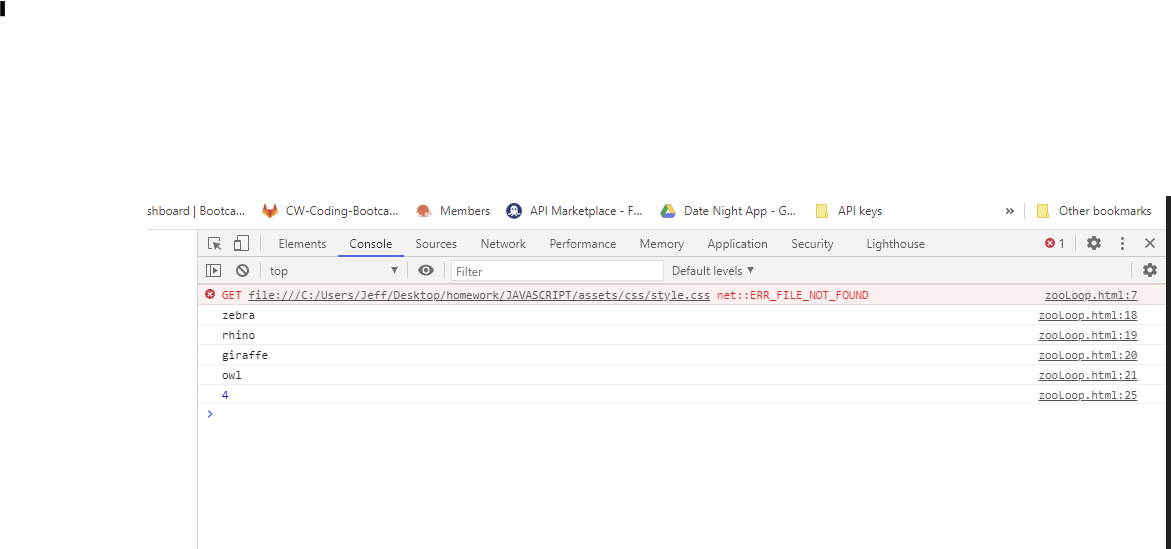 shboard | Bootca... CW-Coding-Bootca... Members API Marketplace - F... Date Night App - G... API keys » Other bookmarks
Elements Console Sources Network Performance Memory Application Security Lighthouse 1
top Filter Default levels
GET file:///C:/Users/Jeff/Desktop/homework/JAVASCRIPT/assets/css/style.css net::ERR_FILE_NOT_FOUND zooLoop.html:7
zebra zooLoop.html:18
rhino zooLoop.html:19
giraffe zooLoop.html:20
owl zooLoop.html:21
4 zooLoop.html:25